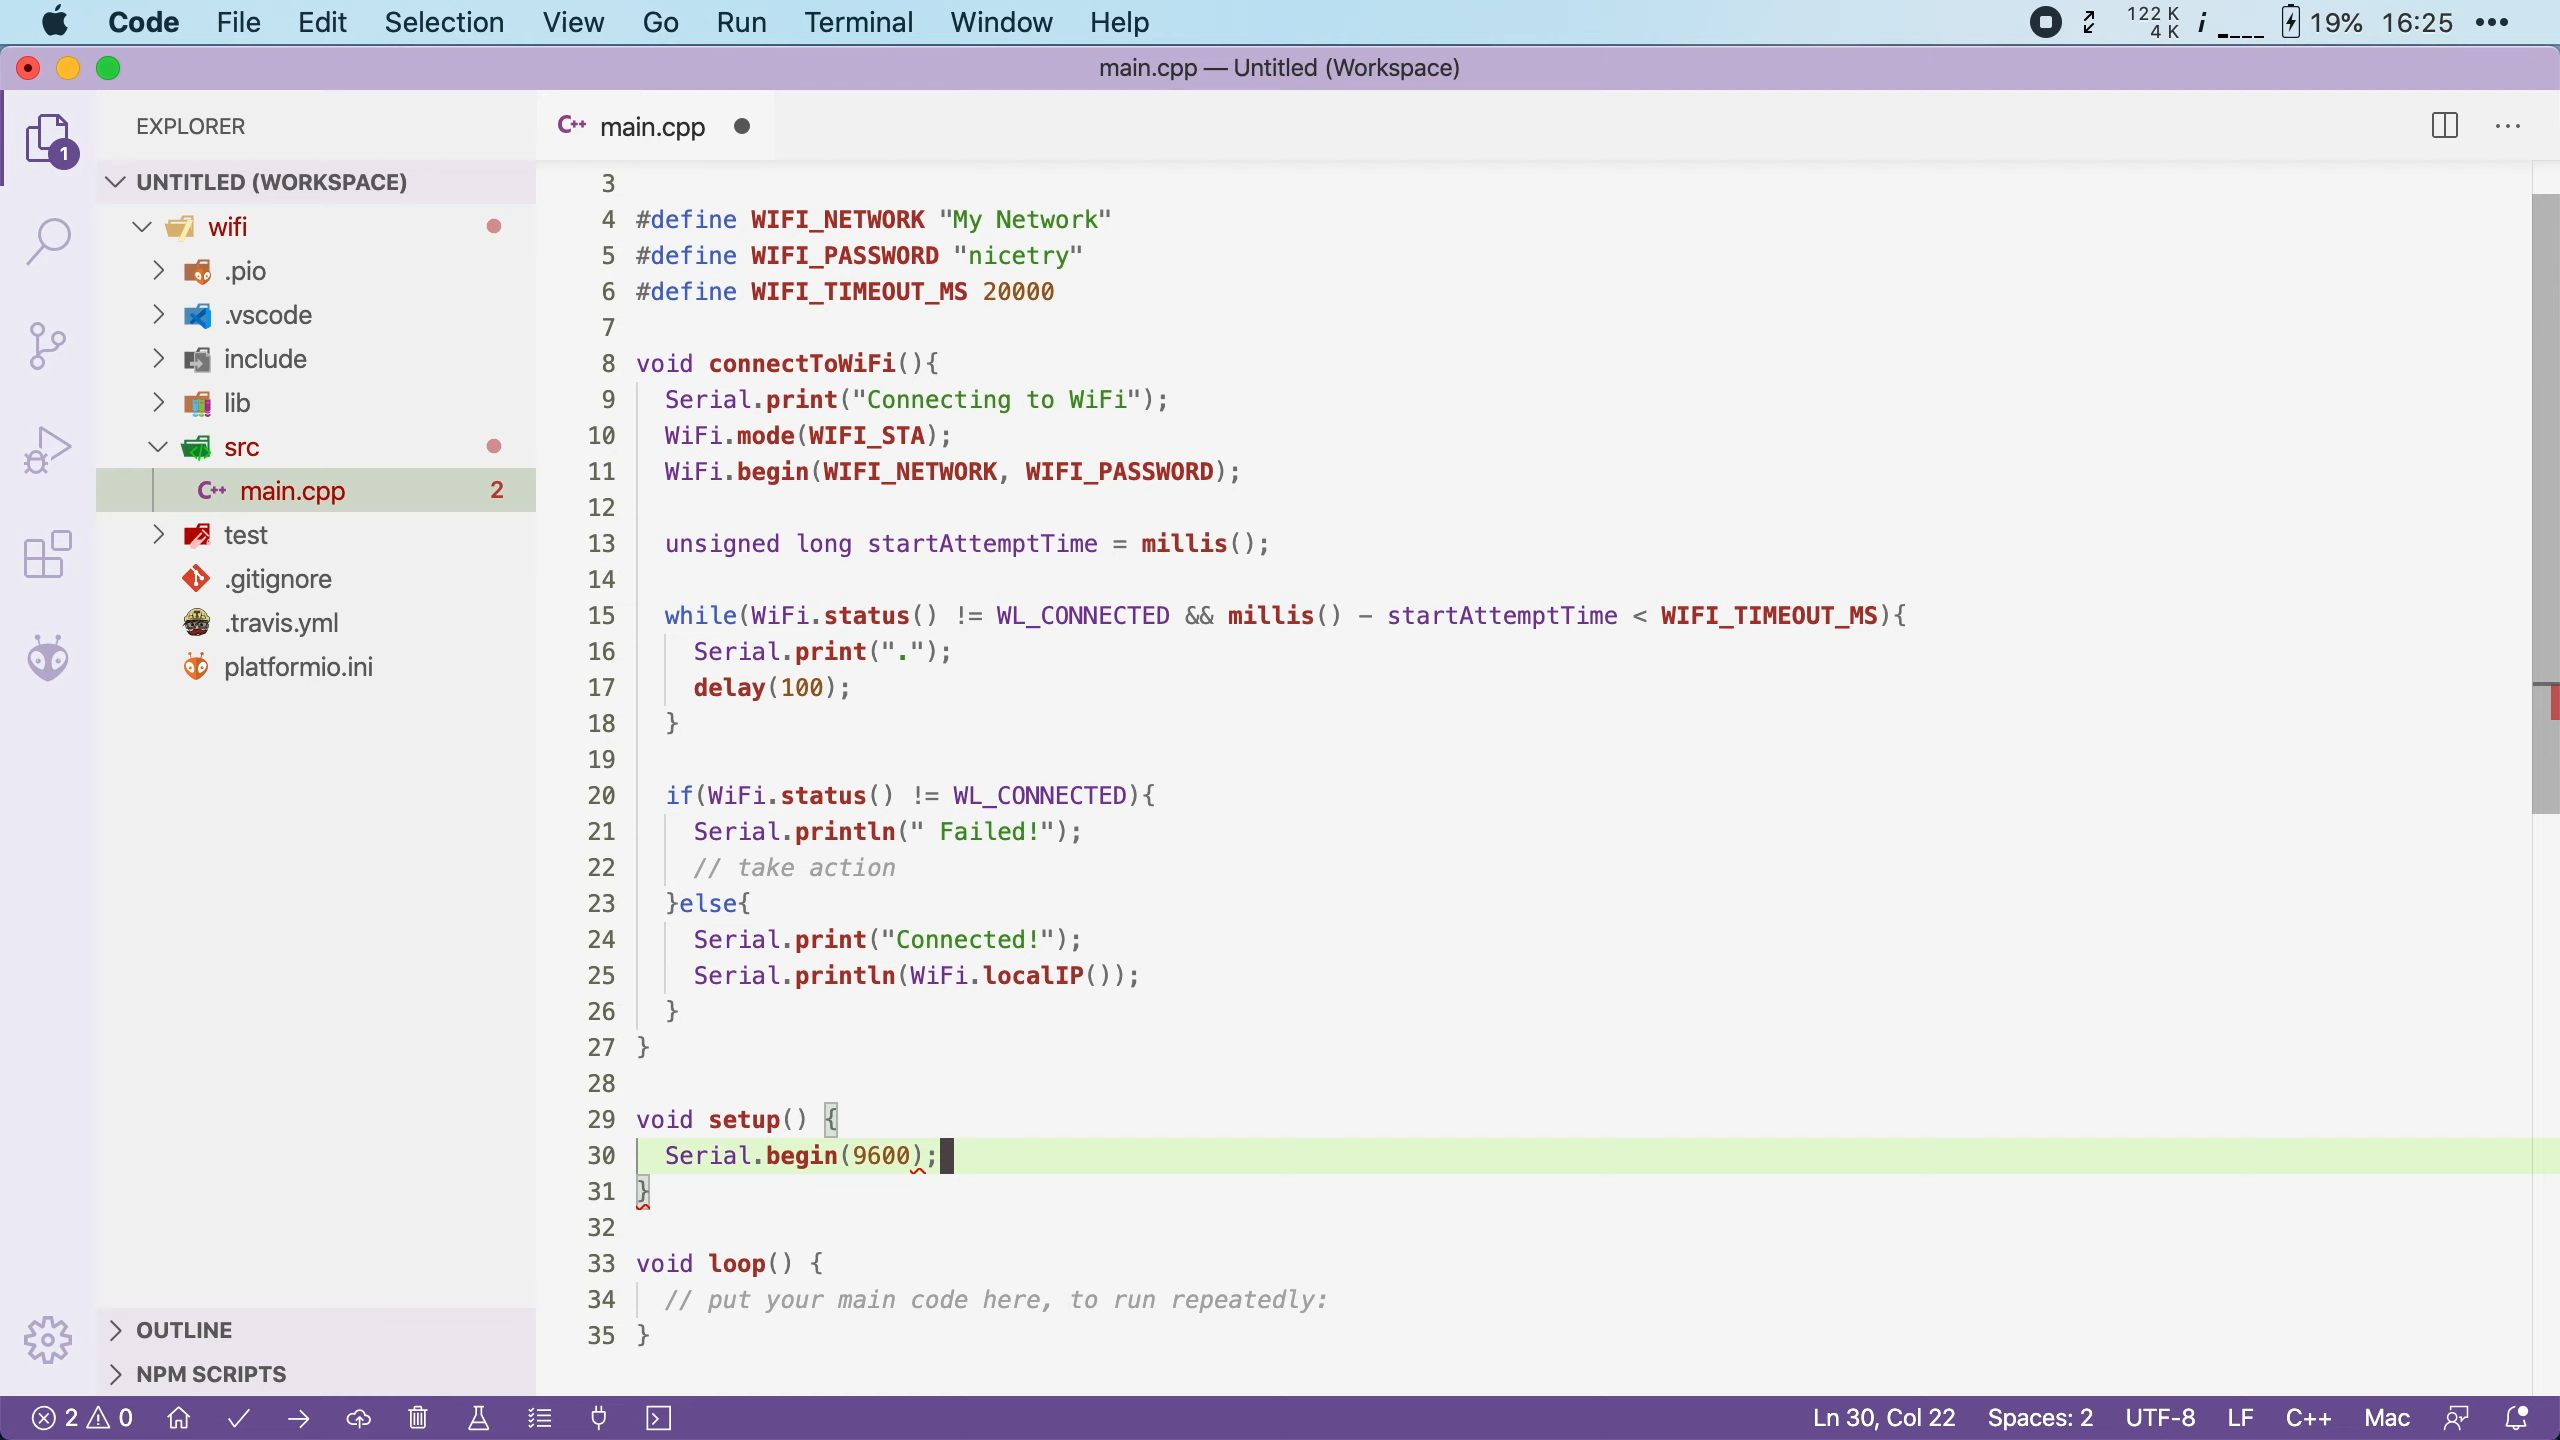 Code File Edit Selection View Go Run Terminal Window Help 122 K 4 K i 19% 16:25 •••
main.cpp — Untitled (Workspace)
EXPLORER
1
UNTITLED (WORKSPACE)
wifi
.pio
.vscode
include
lib
src
C++ main.cpp 2
test
.gitignore
.travis.yml
platformio.ini
OUTLINE
NPM SCRIPTS
C++ main.cpp
3
4 #define WIFI_NETWORK "My Network"
5 #define WIFI_PASSWORD "nicetry"
6 #define WIFI_TIMEOUT_MS 20000
7
8 void connectToWiFi(){
9 Serial.print("Connecting to WiFi");
10 WiFi.mode(WIFI_STA);
11 WiFi.begin(WIFI_NETWORK, WIFI_PASSWORD);
12
13 unsigned long startAttemptTime = millis();
14
15 while(WiFi.status() != WL_CONNECTED && millis() - startAttemptTime < WIFI_TIMEOUT_MS){
16 Serial.print(".");
17 delay(100);
18 }
19
20 if(WiFi.status() != WL_CONNECTED){
21 Serial.println(" Failed!");
22 // take action
23 }else{
24 Serial.print("Connected!");
25 Serial.println(WiFi.localIP());
26 }
27 }
28
29 void setup() {
30 Serial.begin(9600);
31 }
32
33 void loop() {
34 // put your main code here, to run repeatedly:
35 }
2 0 Ln 30, Col 22 Spaces: 2 UTF-8 LF C++ Mac